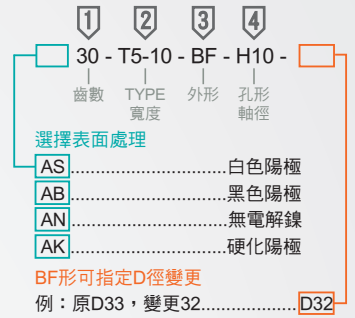 1 2 3 4
30 - T5-10 - BF - H10 -
齒數 TYPE 外形 孔形
寬度 軸徑
選擇表面處理
AS..............................白色陽極
AB..............................黑色陽極
AN..............................無電解鎳
AK..............................硬化陽極
BF形可指定D徑變更
例：原D33，變更32................... D32